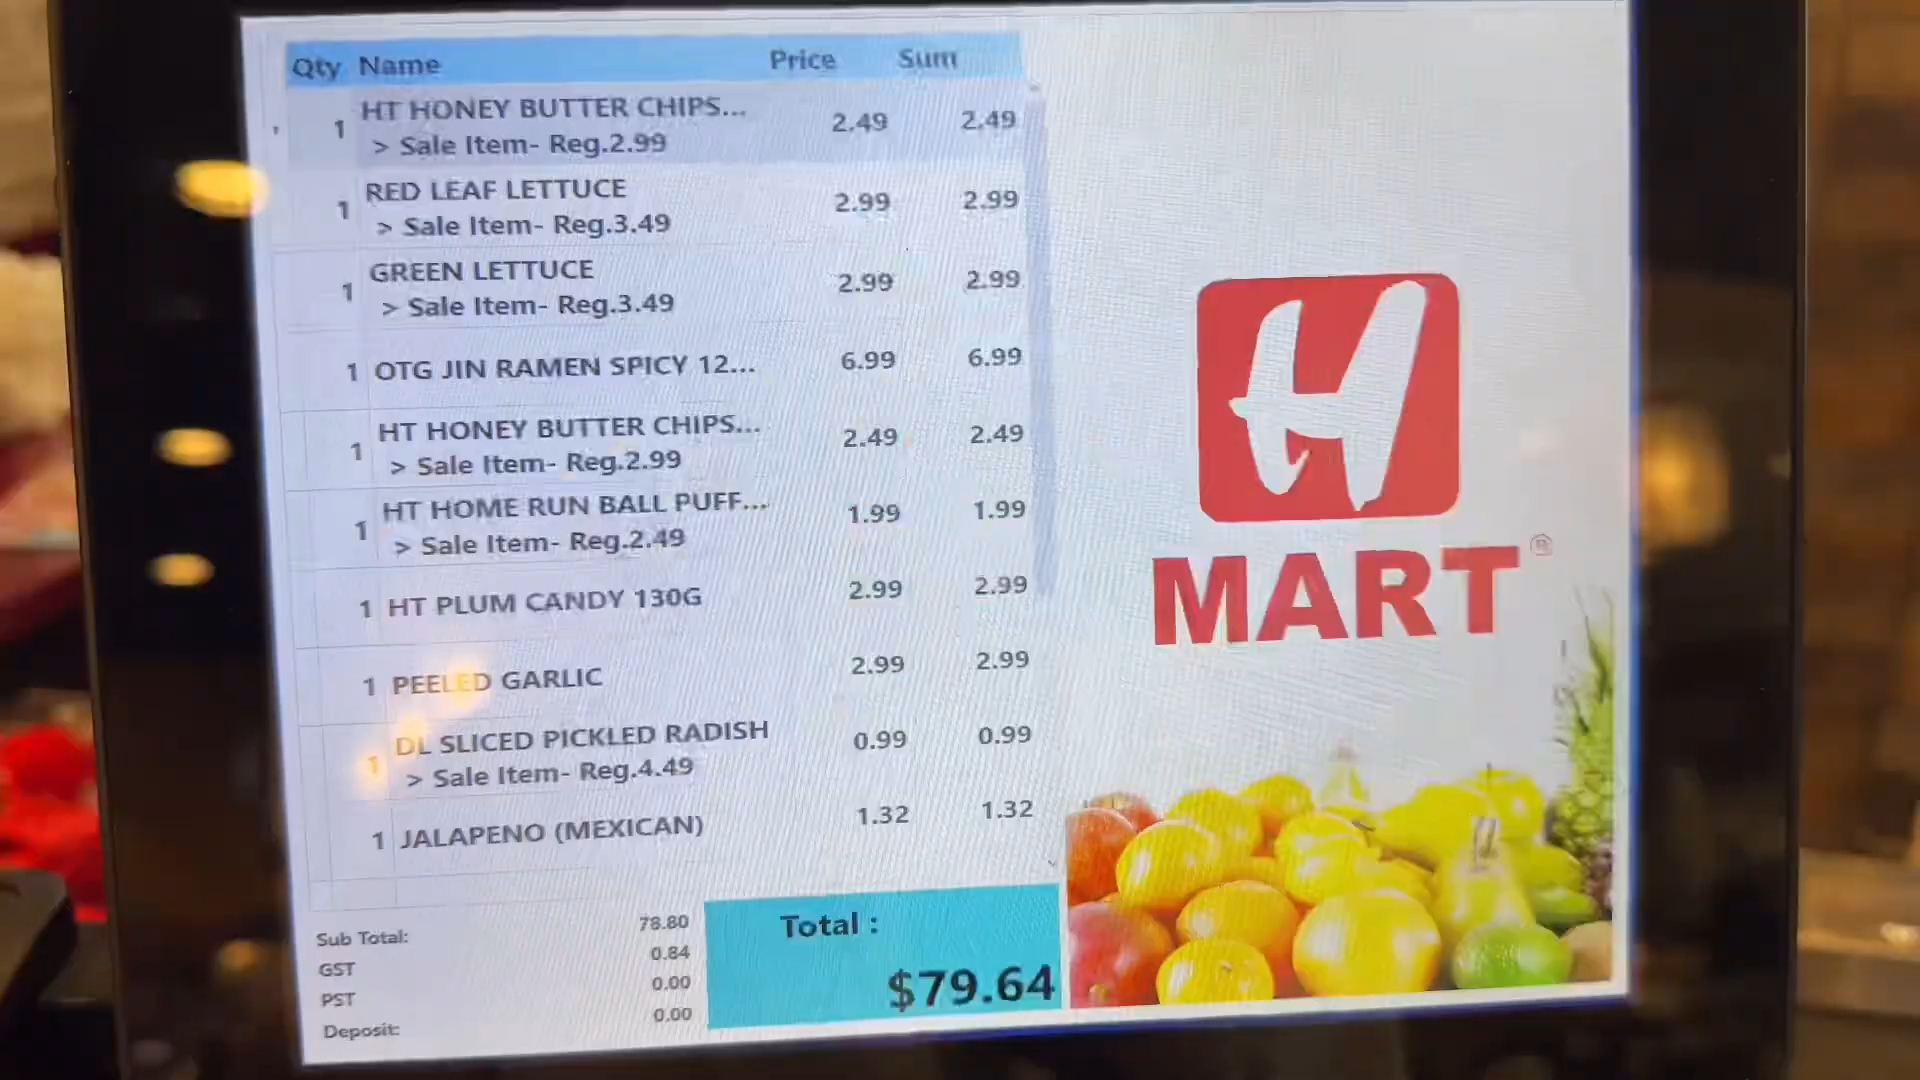 Qty Name Price Sum
1 HT HONEY BUTTER CHIPS... 2.49 2.49
> Sale Item- Reg.2.99
1 RED LEAF LETTUCE 2.99 2.99
> Sale Item- Reg.3.49
1 GREEN LETTUCE 2.99 2.99
> Sale Item- Reg.3.49
1 OTG JIN RAMEN SPICY 12... 6.99 6.99
1 HT HONEY BUTTER CHIPS... 2.49 2.49
> Sale Item- Reg.2.99
1 HT HOME RUN BALL PUFF... 1.99 1.99
> Sale Item- Reg.2.49
1 HT PLUM CANDY 130G 2.99 2.99
1 PEELED GARLIC 2.99 2.99
1 DL SLICED PICKLED RADISH 0.99 0.99
> Sale Item- Reg.4.49
1 JALAPENO (MEXICAN) 1.32 1.32
Sub Total: 78.80
GST 0.84
PST 0.00
Deposit: 0.00
Total :
$79.64
H
MART®